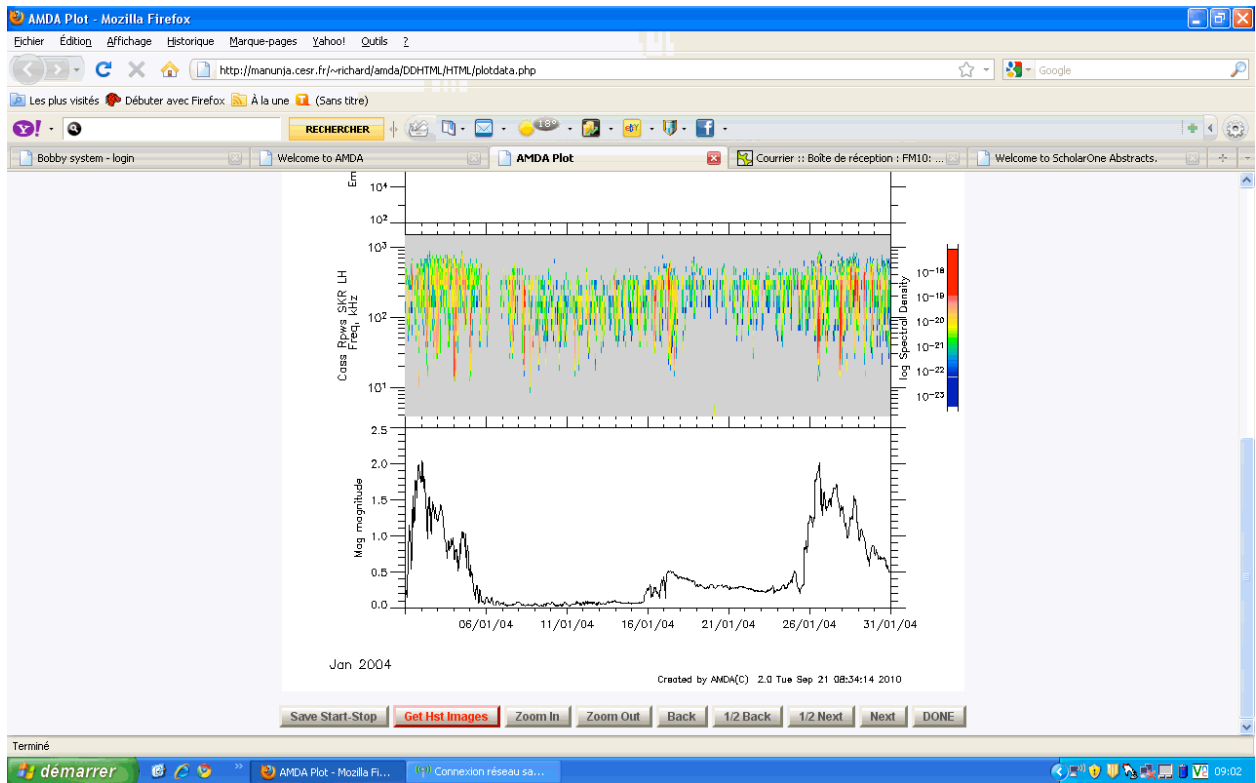 AMDA Plot - Mozilla Firefox
Fichier Édition Affichage Historique Marque-pages Yahoo! Outils ?
http://manunja.cesr.fr/~richard/amda/DDHTML/HTML/plotdata.php
Google
Les plus visités Débuter avec Firefox À la une (Sans titre)
Y! RECHERCHER 18° ebY
Bobby system - login Welcome to AMDA AMDA Plot Courrier :: Boîte de réception : FM10: ... Welcome to ScholarOne Abstracts.
Em
10⁴
10²
Cass Rpws SKR LH
Freq, kHz
10³
10²
10¹
10⁻¹⁸
10⁻¹⁹
10⁻²⁰
10⁻²¹
10⁻²²
10⁻²³
log Spectral Density
Mag magnitude
2.5
2.0
1.5
1.0
0.5
0.0
06/01/04 11/01/04 16/01/04 21/01/04 26/01/04 31/01/04
Jan 2004
Created by AMDA(C) 2.0 Tue Sep 21 08:34:14 2010
Save Start-Stop Get Hst Images Zoom In Zoom Out Back 1/2 Back 1/2 Next Next DONE
Terminé
démarrer AMDA Plot - Mozilla Fi... Connexion réseau sa... 09:02